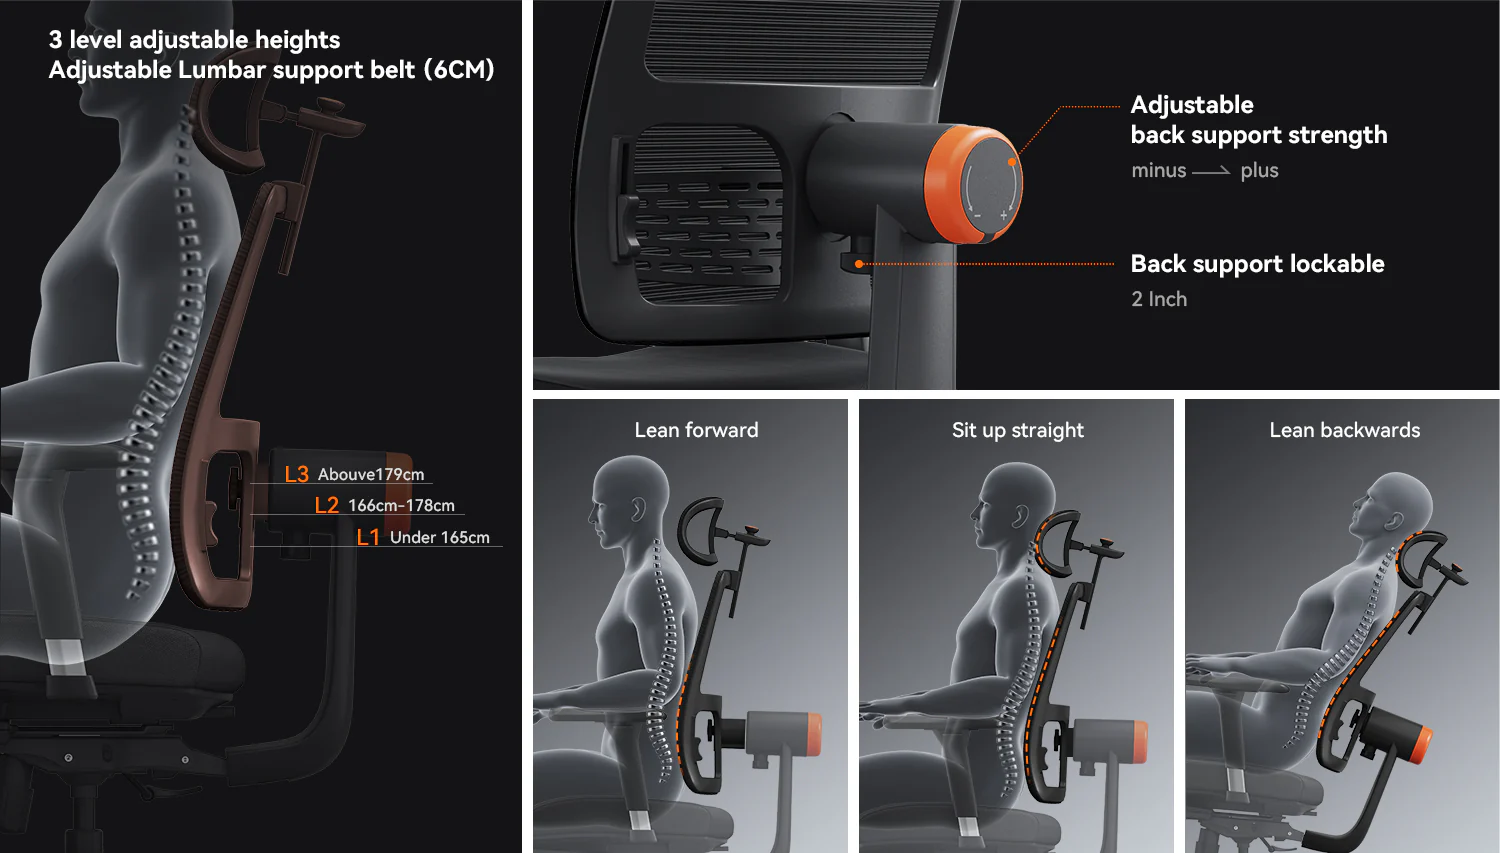 3 level adjustable heights
Adjustable Lumbar support belt (6CM)
L3 Abouve179cm
L2 166cm-178cm
L1 Under 165cm
Adjustable
back support strength
minus → plus
- +
Back support lockable
2 Inch
Lean forward
Sit up straight
Lean backwards